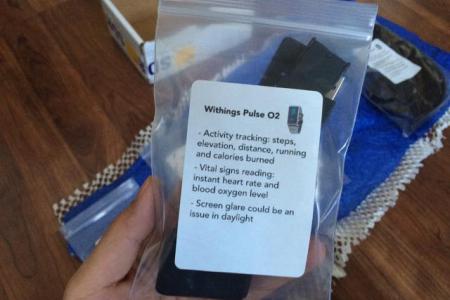 Withings Pulse O2
- Activity tracking: steps,
elevation, distance, running
and calories burned
- Vital signs reading:
instant heart rate and
blood oxygen level
- Screen glare could be an
issue in daylight